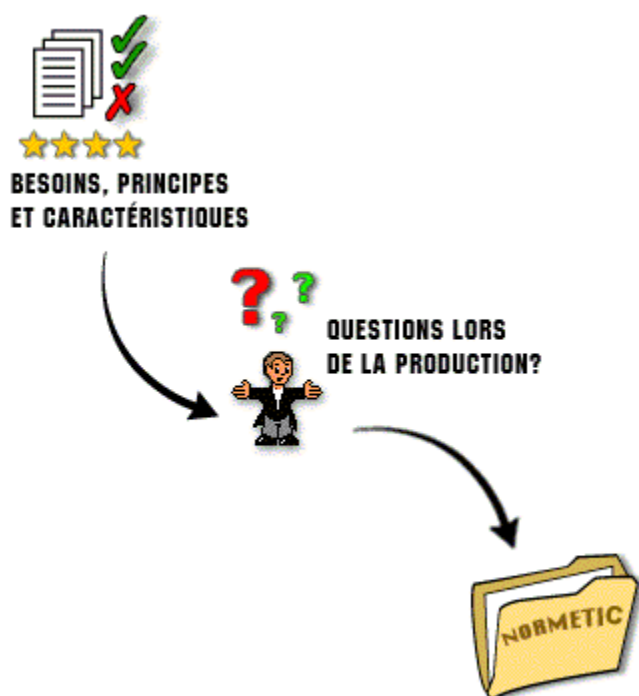 BESOINS, PRINCIPES
ET CARACTÉRISTIQUES
QUESTIONS LORS
DE LA PRODUCTION?
NORMETIC